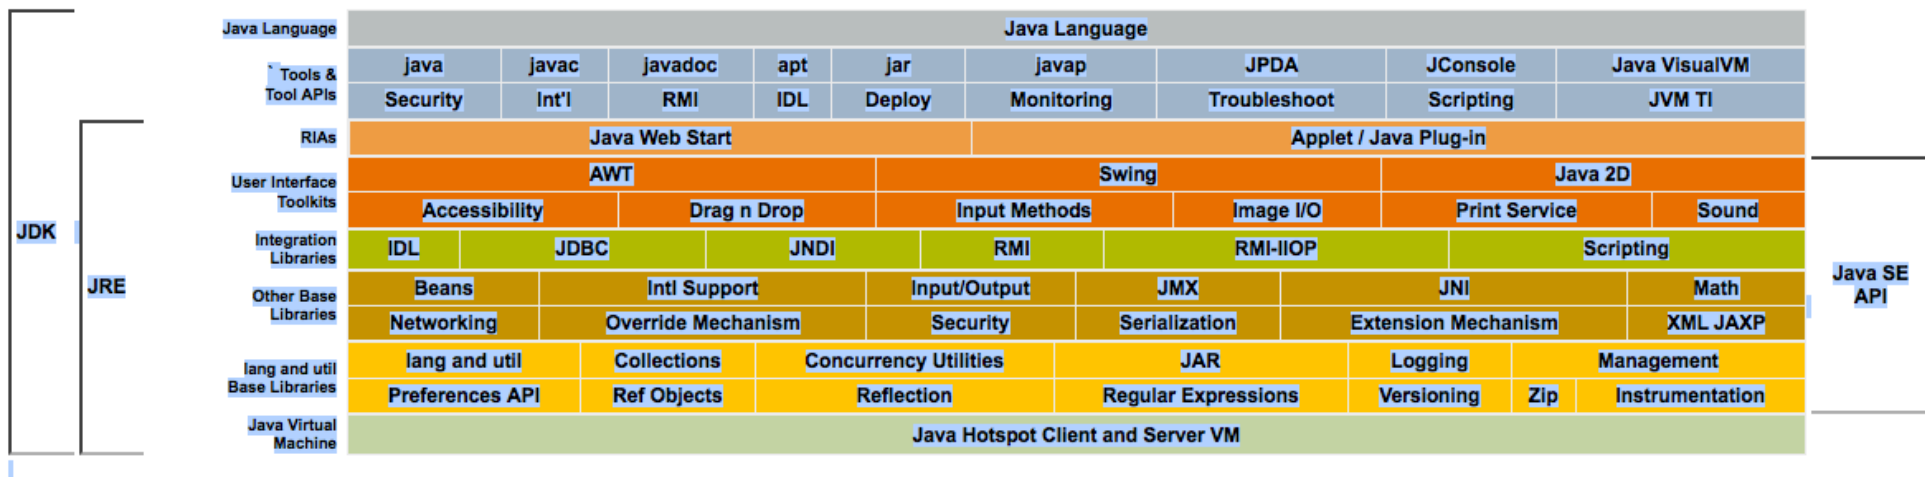 Java Language Java Language
` Tools & Tool APIs
java javac javadoc apt jar javap JPDA JConsole Java VisualVM
Security Int'l RMI IDL Deploy Monitoring Troubleshoot Scripting JVM TI
RIAs Java Web Start Applet / Java Plug-in
User Interface Toolkits
AWT Swing Java 2D
Accessibility Drag n Drop Input Methods Image I/O Print Service Sound
JDK
Integration Libraries
IDL JDBC JNDI RMI RMI-IIOP Scripting
JRE
Java SE API
Other Base Libraries
Beans Intl Support Input/Output JMX JNI Math
Networking Override Mechanism Security Serialization Extension Mechanism XML JAXP
lang and util Base Libraries
lang and util Collections Concurrency Utilities JAR Logging Management
Preferences API Ref Objects Reflection Regular Expressions Versioning Zip Instrumentation
Java Virtual Machine
Java Hotspot Client and Server VM